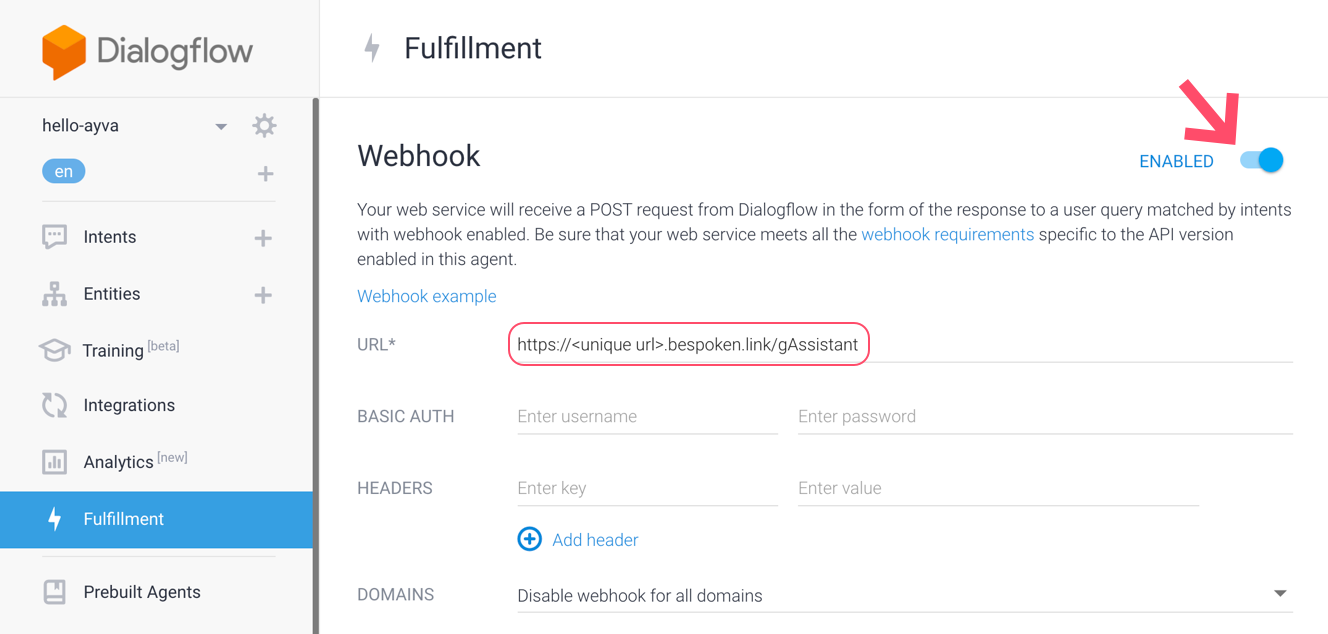 Dialogflow
hello-ayva
en
Intents
Entities
Training [beta]
Integrations
Analytics [new]
Fulfillment
Prebuilt Agents
Fulfillment
Webhook
ENABLED
Your web service will receive a POST request from Dialogflow in the form of the response to a user query matched by intents
with webhook enabled. Be sure that your web service meets all the webhook requirements specific to the API version
enabled in this agent.
Webhook example
URL* https://<unique url>.bespoken.link/gAssistant
BASIC AUTH Enter username Enter password
HEADERS Enter key Enter value
Add header
DOMAINS Disable webhook for all domains